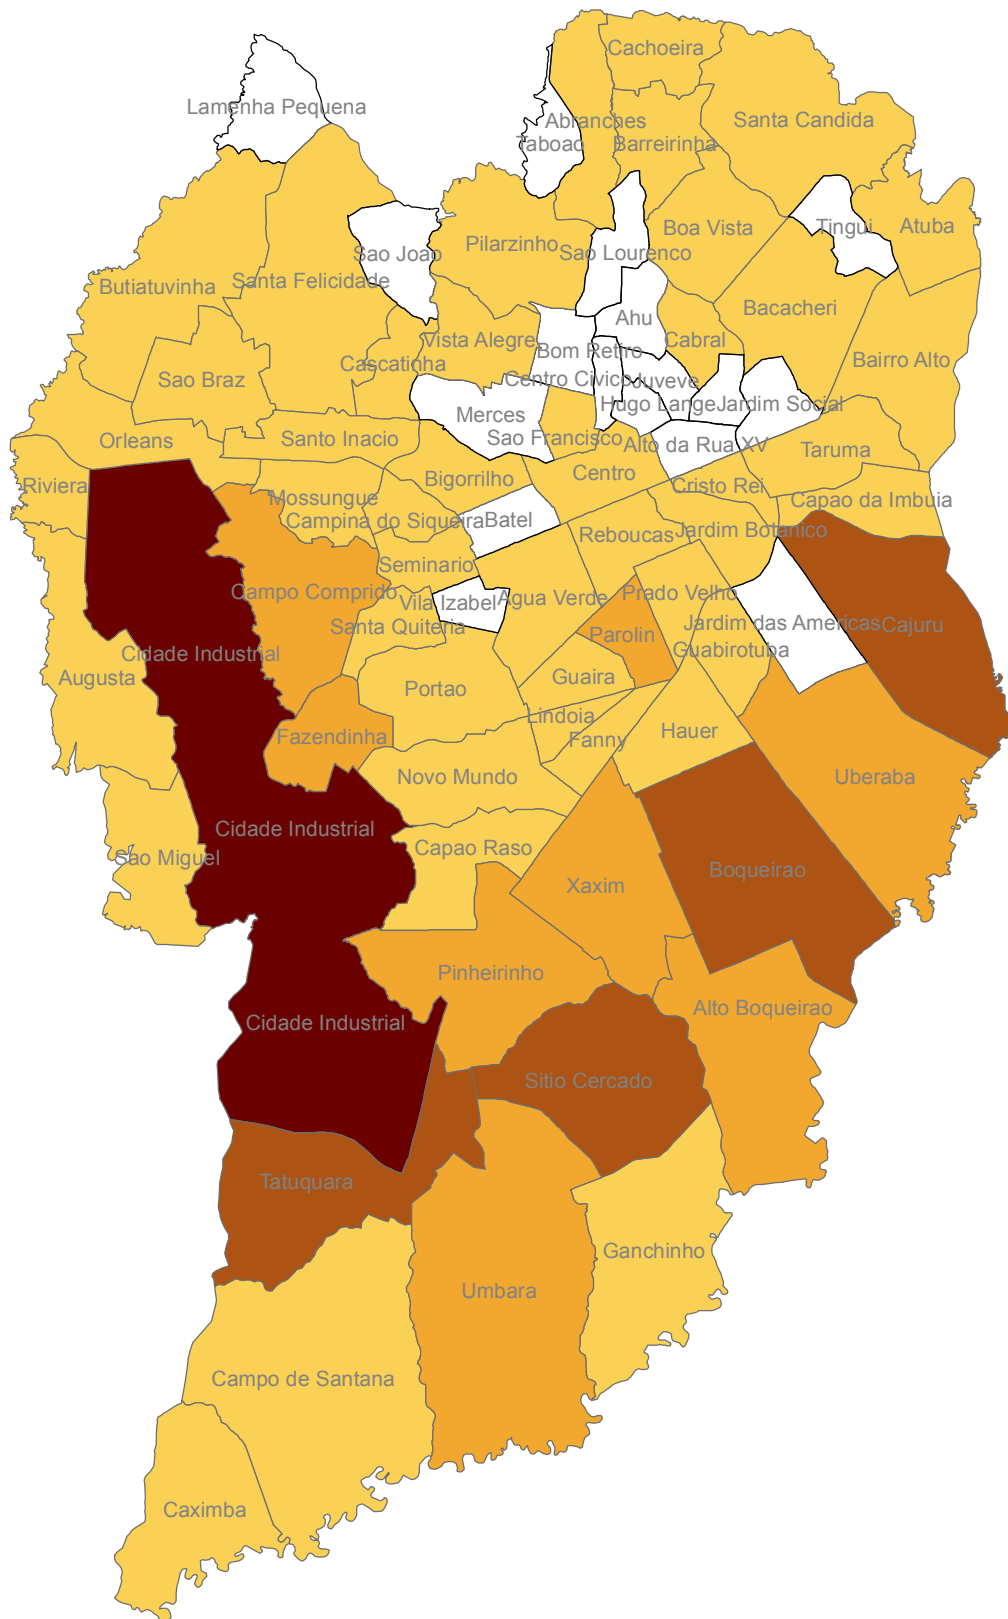 Cachoeira
Lamenha Pequena
Abranches
Santa Candida
Taboao
Barreirinha
Tingui
Atuba
Boa Vista
Pilarzinho
Sao Joao
Sao Lourenco
Santa Felicidade
Butiatuvinha
Bacacheri
Ahu
Vista Alegre
Cabral
Bom Retiro
Bairro Alto
Cascatinha
Sao Braz
Centro Civico
Juveve
Hugo Lange
Jardim Social
Merces
Orleans
Santo Inacio
Sao Francisco
Alto da Rua XV
Taruma
Bigorrilho
Centro
Riviera
Cristo Rei
Mossungue
Capao da Imbuia
Campina do Siqueira
Batel
Reboucas
Jardim Botanico
Seminario
Campo Comprido
Vila Izabel
Agua Verde
Prado Velho
Santa Quiteria
Parolin
Jardim das Americas
Cajuru
Cidade Industrial
Guabirotuba
Augusta
Portao
Guaira
Lindoia
Fazendinha
Fanny
Hauer
Novo Mundo
Uberaba
Cidade Industrial
Capao Raso
Sao Miguel
Xaxim
Boqueirao
Pinheirinho
Alto Boqueirao
Cidade Industrial
Sitio Cercado
Tatuquara
Ganchinho
Umbara
Campo de Santana
Caximba